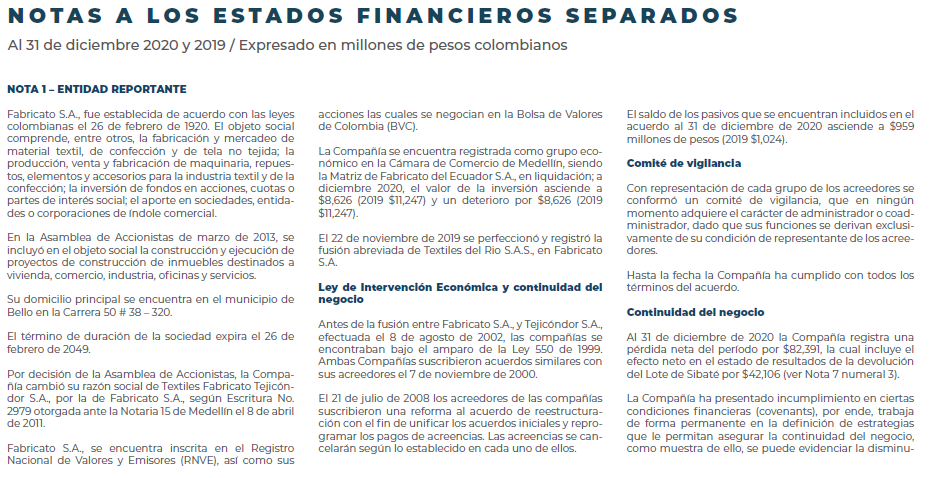 NOTAS A LOS ESTADOS FINANCIEROS SEPARADOS
Al 31 de diciembre 2020 y 2019 / Expresado en millones de pesos colombianos
NOTA 1 – ENTIDAD REPORTANTE
Fabricato S.A., fue establecida de acuerdo con las leyes
colombianas el 26 de febrero de 1920. El objeto social
comprende, entre otros, la fabricación y mercadeo de
material textil, de confección y de tela no tejida; la
producción, venta y fabricación de maquinaria, repues-
tos, elementos y accesorios para la industria textil y de la
confección; la inversión de fondos en acciones, cuotas o
partes de interés social; el aporte en sociedades, entida-
des o corporaciones de índole comercial.
En la Asamblea de Accionistas de marzo de 2013, se
incluyó en el objeto social la construcción y ejecución de
proyectos de construcción de inmuebles destinados a
vivienda, comercio, industria, oficinas y servicios.
Su domicilio principal se encuentra en el municipio de
Bello en la Carrera 50 # 38 – 320.
El término de duración de la sociedad expira el 26 de
febrero de 2049.
Por decisión de la Asamblea de Accionistas, la Compa-
ñía cambió su razón social de Textiles Fabricato Tejicón-
dor S.A., por la de Fabricato S.A., según Escritura No.
2979 otorgada ante la Notaria 15 de Medellín el 8 de abril
de 2011.
Fabricato S.A., se encuentra inscrita en el Registro
Nacional de Valores y Emisores (RNVE), así como sus
acciones las cuales se negocian en la Bolsa de Valores
de Colombia (BVC).
La Compañía se encuentra registrada como grupo eco-
nómico en la Cámara de Comercio de Medellín, siendo
la Matriz de Fabricato del Ecuador S.A., en liquidación; a
diciembre 2020, el valor de la inversión asciende a
$8,626 (2019 $11,247) y un deterioro por $8,626 (2019
$11,247).
El 22 de noviembre de 2019 se perfeccionó y registró la
fusión abreviada de Textiles del Rio S.A.S., en Fabricato
S.A.
Ley de Intervención Económica y continuidad del
negocio
Antes de la fusión entre Fabricato S.A., y Tejicóndor S.A.,
efectuada el 8 de agosto de 2002, las compañías se
encontraban bajo el amparo de la Ley 550 de 1999.
Ambas Compañías suscribieron acuerdos similares con
sus acreedores el 7 de noviembre de 2000.
El 21 de julio de 2008 los acreedores de las compañías
suscribieron una reforma al acuerdo de reestructura-
ción con el fin de unificar los acuerdos iniciales y repro-
gramar los pagos de acreencias. Las acreencias se can-
celarán según lo establecido en cada uno de ellos.
El saldo de los pasivos que se encuentran incluidos en el
acuerdo al 31 de diciembre de 2020 asciende a $959
millones de pesos (2019 $1,024).
Comité de vigilancia
Con representación de cada grupo de los acreedores se
conformó un comité de vigilancia, que en ningún
momento adquiere el carácter de administrador o coad-
ministrador, dado que sus funciones se derivan exclusi-
vamente de su condición de representante de los acree-
dores.
Hasta la fecha la Compañía ha cumplido con todos los
términos del acuerdo.
Continuidad del negocio
Al 31 de diciembre de 2020 la Compañía registra una
pérdida neta del período por $82,391, la cual incluye el
efecto neto en el estado de resultados de la devolución
del Lote de Sibaté por $42,106 (ver Nota 7 numeral 3).
La Compañía ha presentado incumplimiento en ciertas
condiciones financieras (covenants), por ende, trabaja
de forma permanente en la definición de estrategias
que le permitan asegurar la continuidad del negocio,
como muestra de ello, se puede evidenciar la disminu-